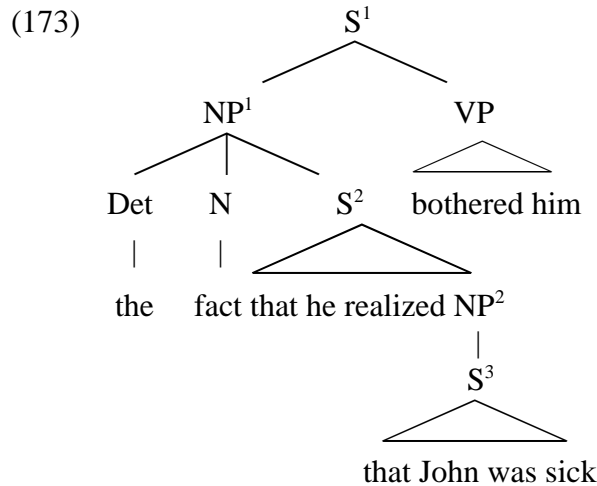 (173) S¹
NP¹ VP
Det N S² bothered him
the fact that he realized NP²
S³
that John was sick